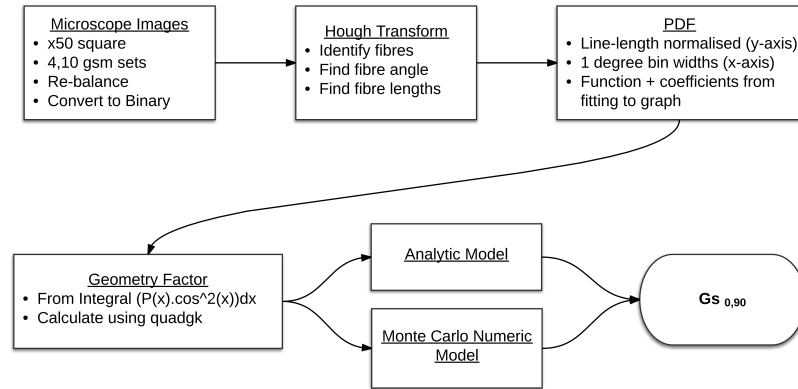 Microscope Images
• x50 square
• 4,10 gsm sets
• Re-balance
• Convert to Binary
Hough Transform
• Identify fibres
• Find fibre angle
• Find fibre lengths
PDF
• Line-length normalised (y-axis)
• 1 degree bin widths (x-axis)
• Function + coefficients from
fitting to graph
Geometry Factor
• From Integral (P(x).cos^2(x))dx
• Calculate using quadgk
Analytic Model
Monte Carlo Numeric
Model
Gs 0,90